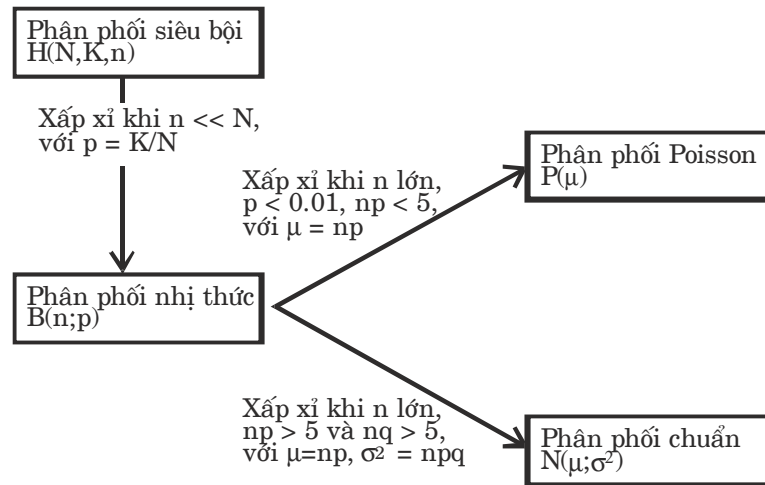 Phân phối siêu bội
H(N,K,n)
Xấp xỉ khi n << N,
với p = K/N
Phân phối nhị thức
B(n;p)
Xấp xỉ khi n lớn,
p < 0.01, np < 5,
với μ = np
Phân phối Poisson
P(μ)
Xấp xỉ khi n lớn,
np > 5 và nq > 5,
với μ=np, σ² = npq
Phân phối chuẩn
N(μ;σ²)